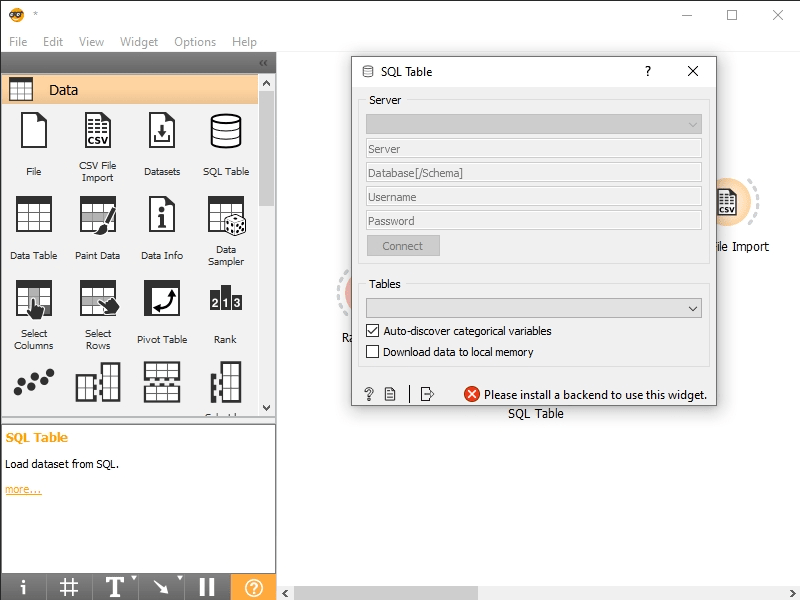 *
File Edit View Widget Options Help
Data
File
CSV File
Import
Datasets
SQL Table
Data Table
Paint Data
Data Info
Data
Sampler
Select
Columns
Select
Rows
Pivot Table
Rank
SQL Table
Load dataset from SQL.
more...
SQL Table
Server
Server
Database[/Schema]
Username
Password
Connect
Tables
Auto-discover categorical variables
Download data to local memory
Please install a backend to use this widget.
ile Import
SQL Table